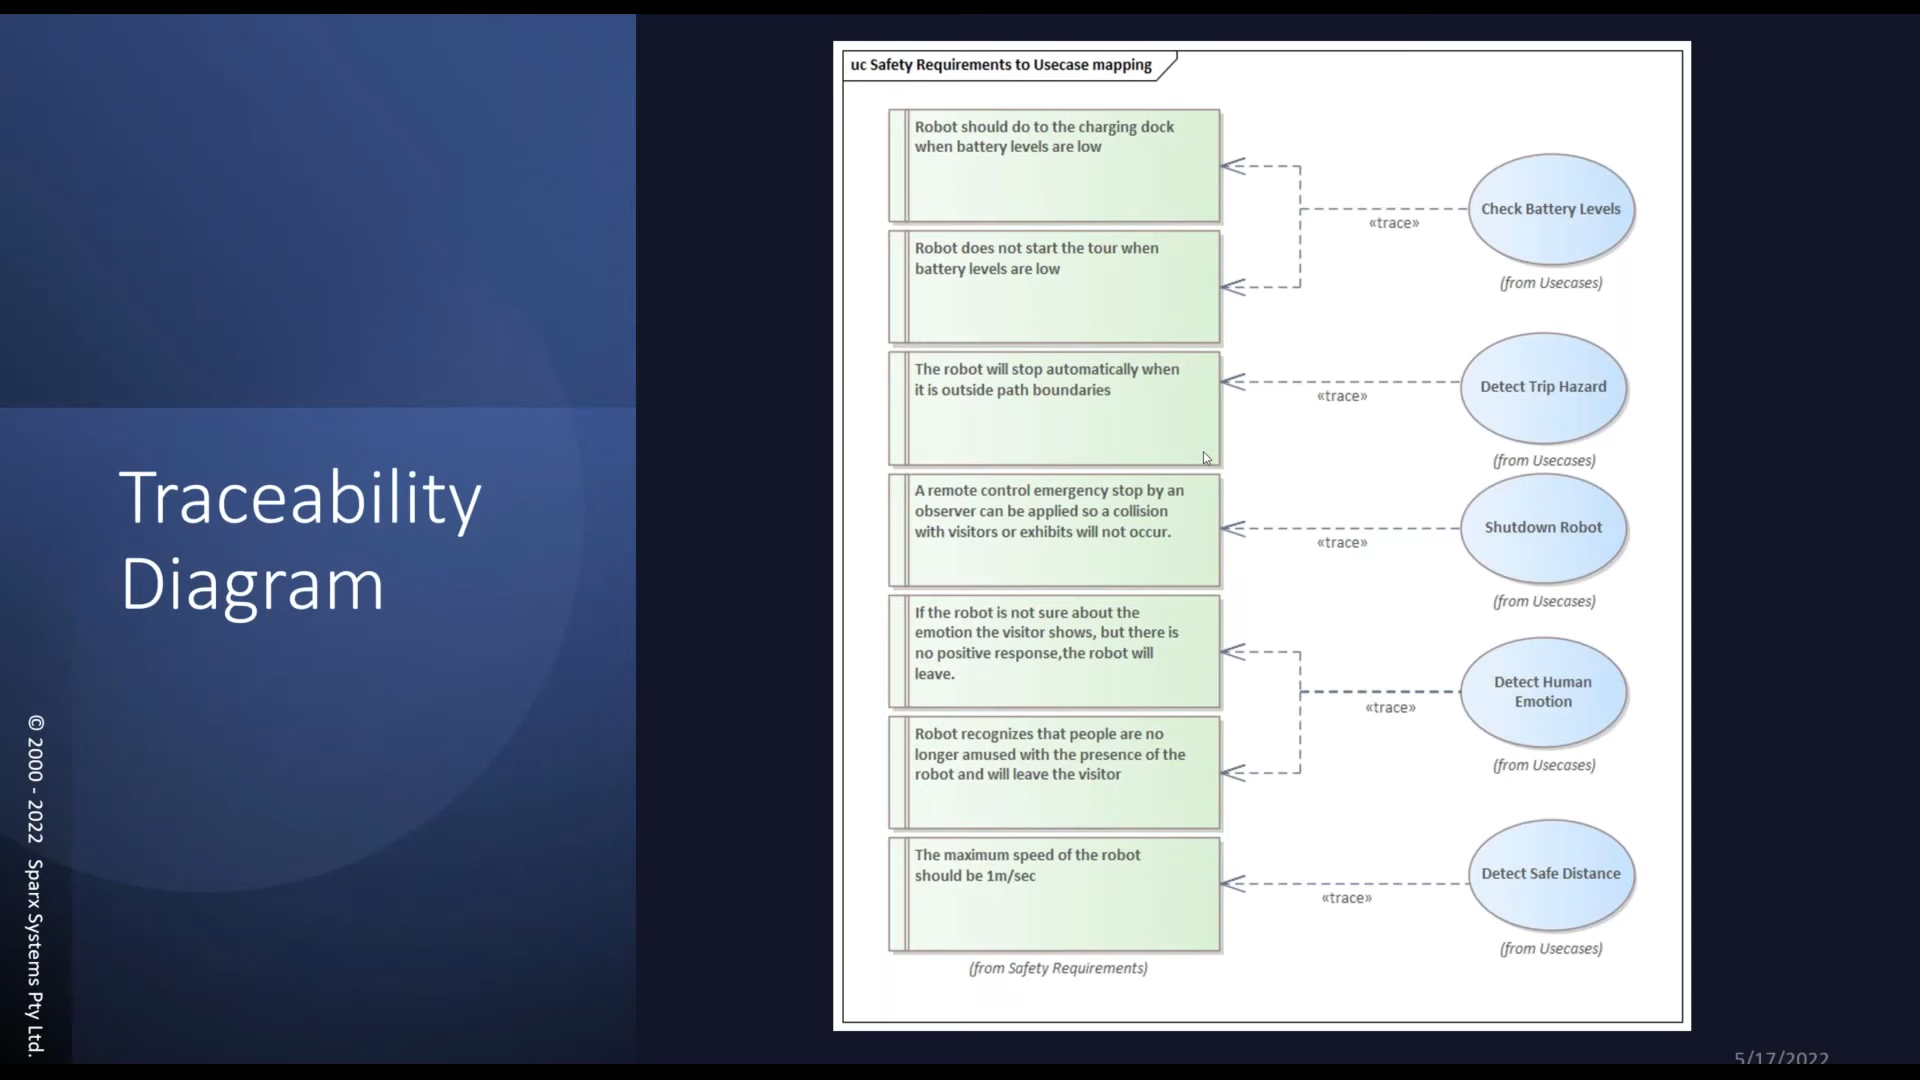 Traceability
Diagram
© 2000 - 2022 Sparx Systems Pty Ltd.
uc Safety Requirements to Usecase mapping
Robot should do to the charging dock
when battery levels are low
Robot does not start the tour when
battery levels are low
«trace»
Check Battery Levels
(from Usecases)
The robot will stop automatically when
it is outside path boundaries
«trace»
Detect Trip Hazard
(from Usecases)
A remote control emergency stop by an
observer can be applied so a collision
with visitors or exhibits will not occur.
«trace»
Shutdown Robot
(from Usecases)
If the robot is not sure about the
emotion the visitor shows, but there is
no positive response,the robot will
leave.
Robot recognizes that people are no
longer amused with the presence of the
robot and will leave the visitor
«trace»
Detect Human
Emotion
(from Usecases)
The maximum speed of the robot
should be 1m/sec
«trace»
Detect Safe Distance
(from Usecases)
(from Safety Requirements)
5/17/2022